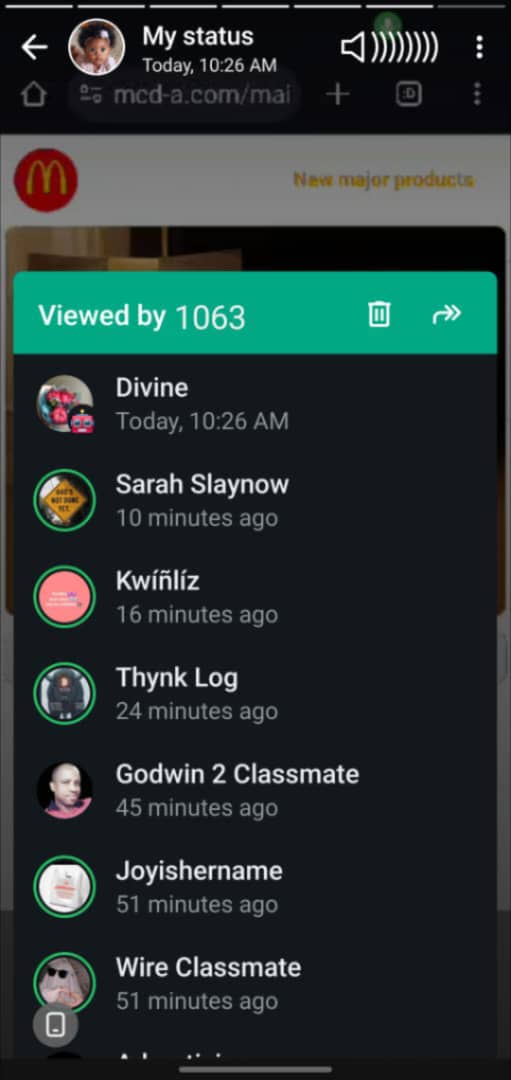 My status
Today, 10:26 AM
mcd-a.com/mai
:D
New major products
Viewed by 1063
Divine
Today, 10:26 AM
Sarah Slaynow
10 minutes ago
Kwíñlíz
16 minutes ago
Thynk Log
24 minutes ago
Godwin 2 Classmate
45 minutes ago
Joyishername
51 minutes ago
Wire Classmate
51 minutes ago